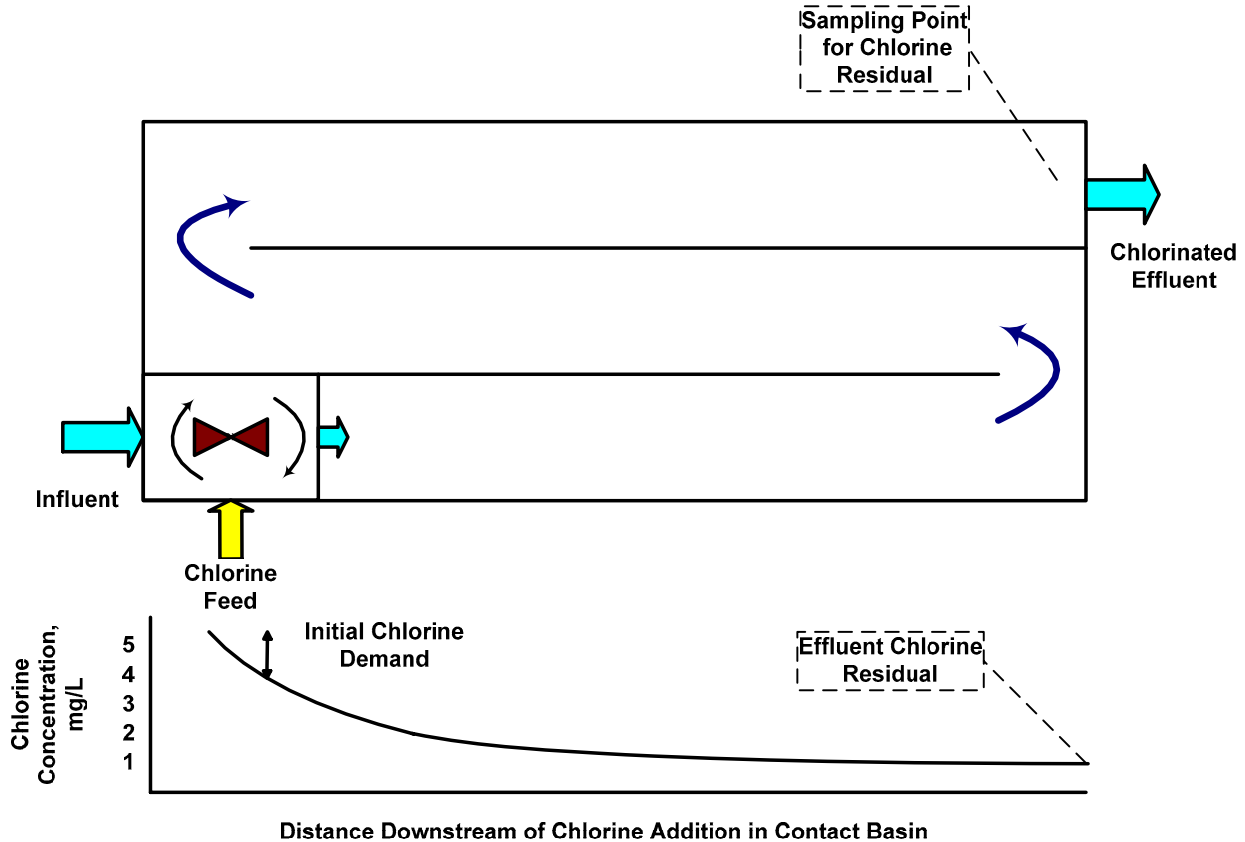 Sampling Point
for Chlorine
Residual
Chlorinated
Effluent
Influent
Chlorine
Feed
Chlorine
Concentration,
mg/L
5
4
3
2
1
Initial Chlorine
Demand
Effluent Chlorine
Residual
Distance Downstream of Chlorine Addition in Contact Basin